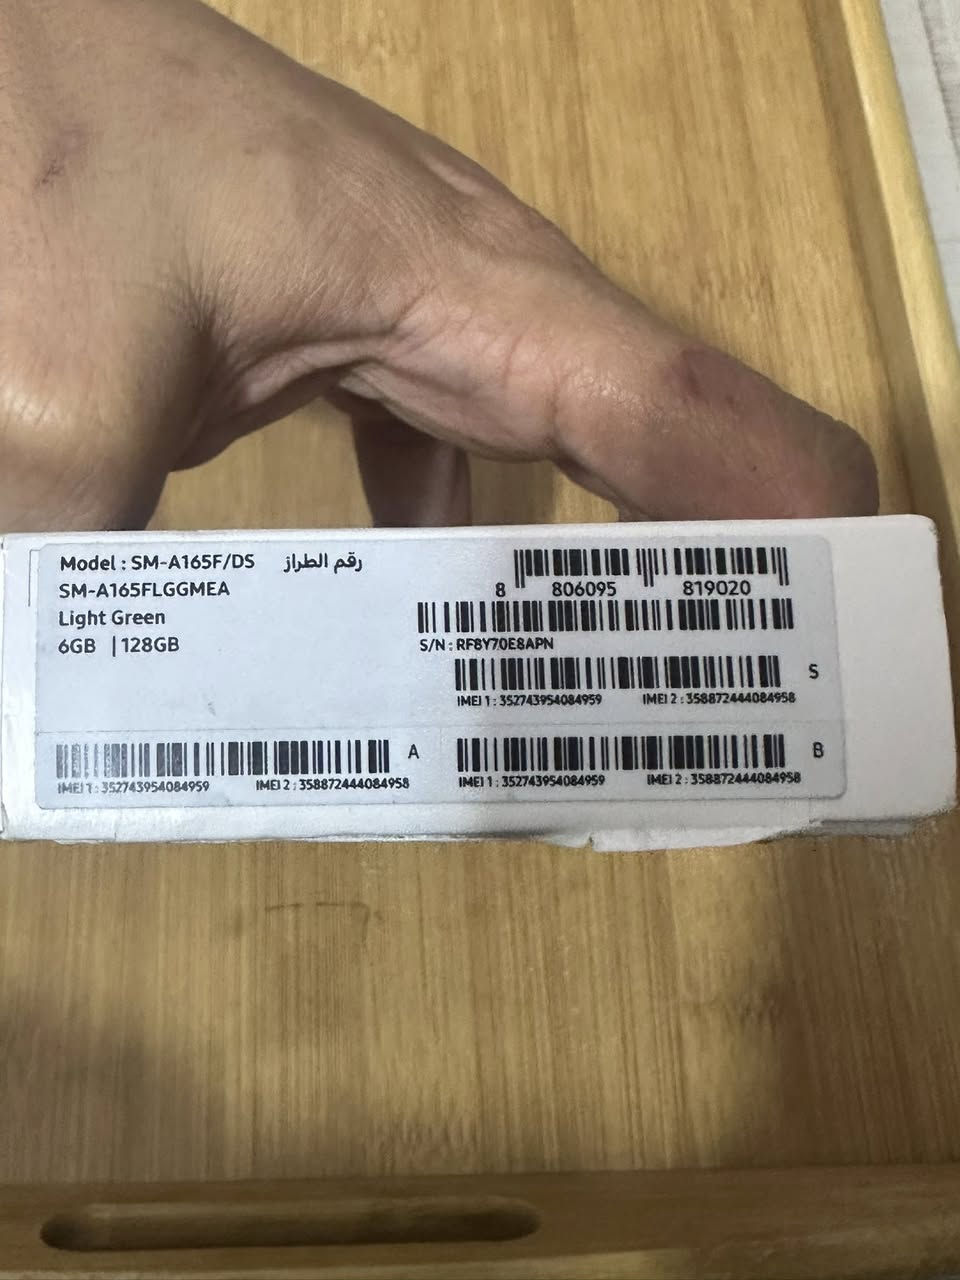 Model : SM-A165F/DS رقم الطراز
SM-A165FLGGMEA
Light Green
6GB | 128GB
8 806095 819020
S/N : RF8Y70E8APN
S
IMEI 1 : 352743954084959 IMEI 2 : 358872444084958
A
IMEI 1 : 352743954084959 IMEI 2 : 358872444084958
B
IMEI 1 : 352743954084959 IMEI 2 : 358872444084958